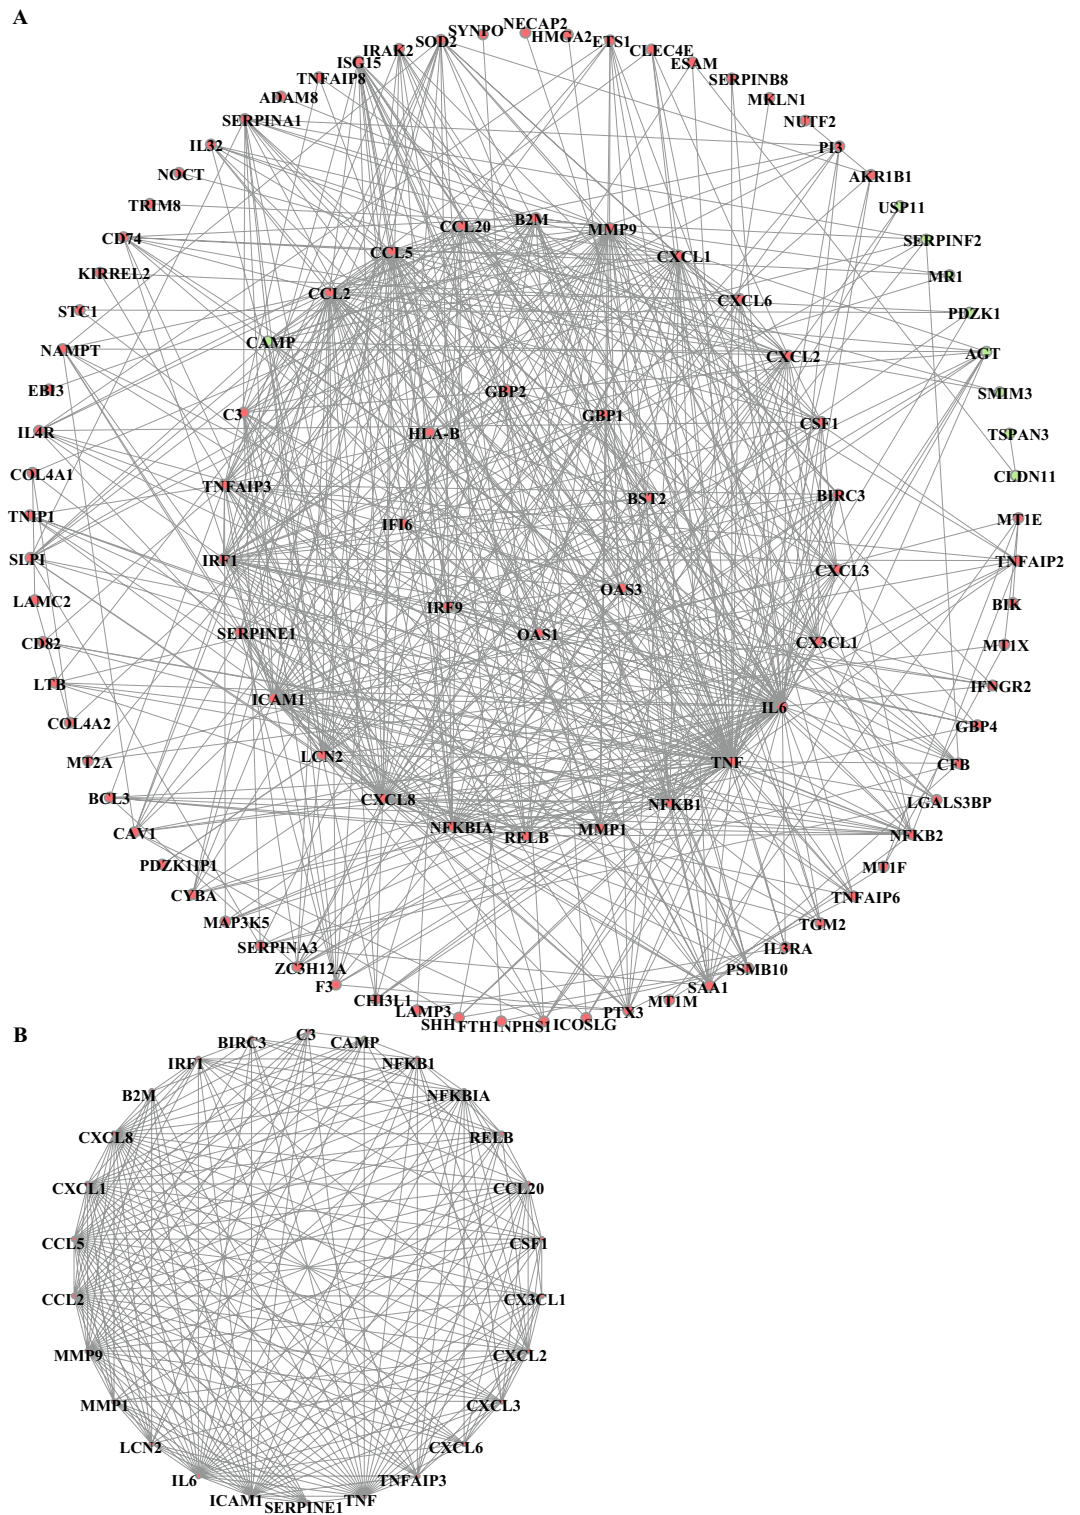 A
NECAP2
SYNPO
HMGA2
SOD2
ETS1
IRAK2
CLEC4E
ISG15
ESAM
TNFAIP8
SERPINB8
ADAM8
MKLN1
SERPINA1
NUTF2
IL32
PI3
NOCT
AKR1B1
TRIM8
USP11
CCL20
B2M
MMP9
CD74
SERPINF2
CCL5
CXCL1
KIRREL2
MR1
CCL2
CXCL6
STC1
PDZK1
CAMP
NAMPT
CXCL2
AGT
EBI3
GBP2
SMIM3
C3
GBP1
CSF1
IL4R
HLA-B
TSPAN3
COL4A1
CLDN11
TNFAIP3
BST2
BIRC3
TNIP1
IFI6
MT1E
SLPI
IRF1
CXCL3
TNFAIP2
OAS3
LAMC2
IRF9
BIK
CD82
SERPINE1
OAS1
CX3CL1
MT1X
LTB
ICAM1
IL6
IFNGR2
COL4A2
GBP4
MT2A
LCN2
TNF
CFB
BCL3
CXCL8
NFKB1
LGALS3BP
CAV1
NFKBIA
RELB
MMP1
NFKB2
PDZK1IP1
MT1F
CYBA
TNFAIP6
MAP3K5
TGM2
SERPINA3
IL3RA
ZC3H12A
PSMB10
F3
SAA1
CHI3L1
MT1M
LAMP3
PTX3
SHH
FTH1
NPHS1
ICOSLG
B
C3
BIRC3
CAMP
IRF1
NFKB1
B2M
NFKBIA
CXCL8
RELB
CXCL1
CCL20
CCL5
CSF1
CCL2
CX3CL1
MMP9
CXCL2
MMP1
CXCL3
LCN2
CXCL6
IL6
TNFAIP3
ICAM1
SERPINE1
TNF